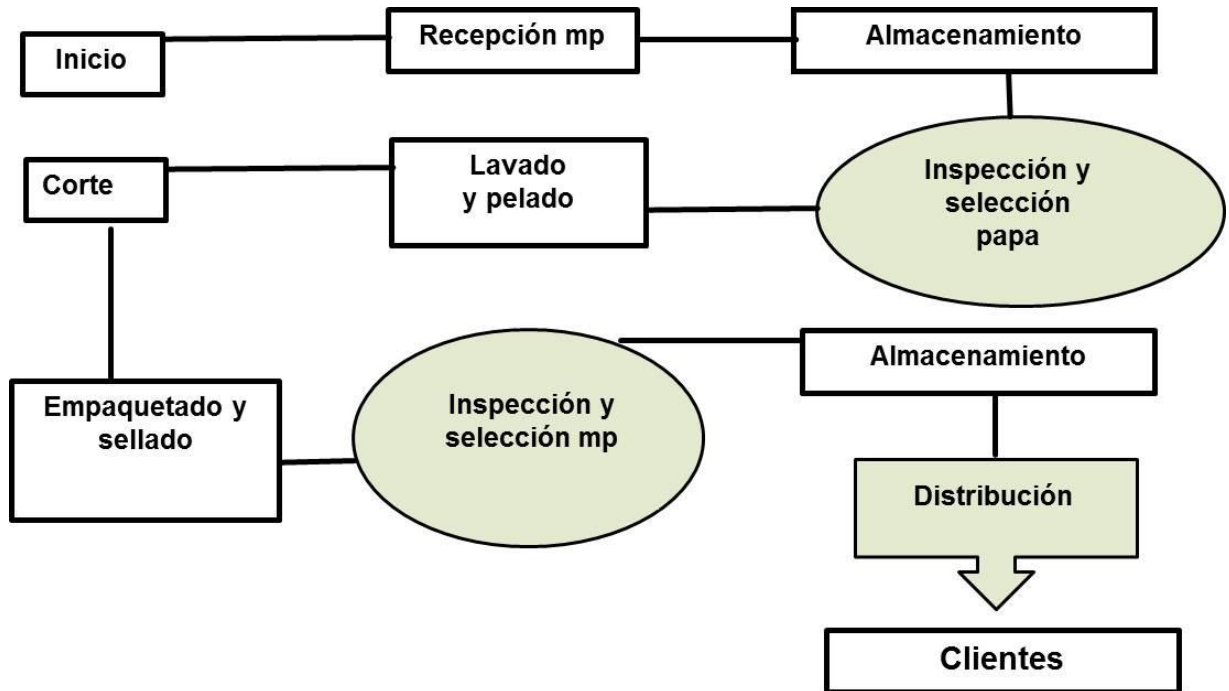 Inicio
Recepción mp
Almacenamiento
Inspección y
selección
papa
Lavado
y pelado
Corte
Empaquetado y
sellado
Inspección y
selección mp
Almacenamiento
Distribución
Clientes